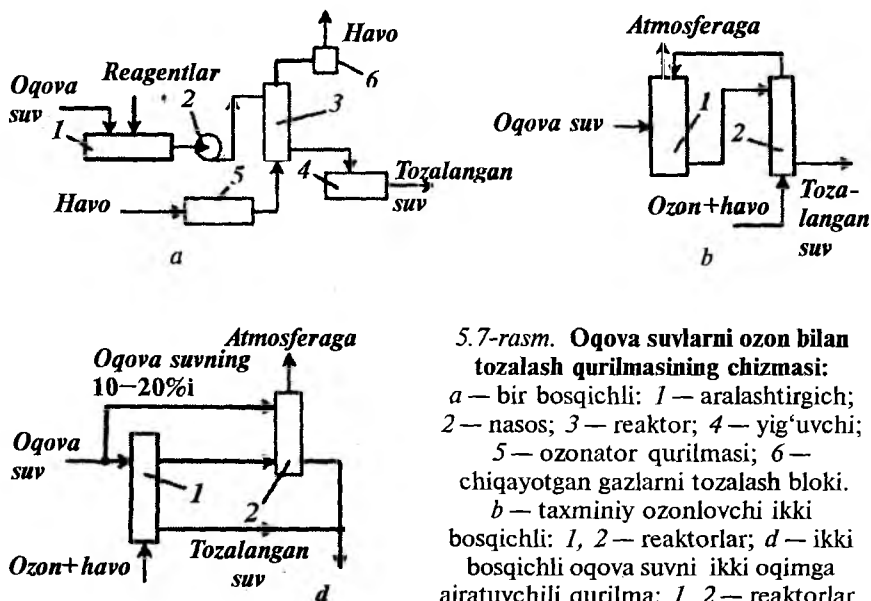 Havo
Reagentlar
Oqova
suv
1
2
3
4
5
6
Havo
Tozalangan
suv
a
Atmosferaga
Oqova suv
1
2
Ozon+havo
Toza-
langan
suv
b
Atmosferaga
Oqova suvning
10—20%i
Oqova
suv
1
2
Ozon+havo
Tozalangan
suv
d
5.7-rasm. Oqova suvlarni ozon bilan
tozalash qurilmasining chizmasi:
a — bir bosqichli: 1 — aralashtirgich;
2 — nasos; 3 — reaktor; 4 — yig‘uvchi;
5 — ozonator qurilmasi; 6 —
chiqayotgan gazlarni tozalash bloki.
b — taxminiy ozonlovchi ikki
bosqichli: 1, 2 — reaktorlar; d — ikki
bosqichli oqova suvni ikki oqimga
ajratuvchili qurilma: 1, 2 — reaktorlar